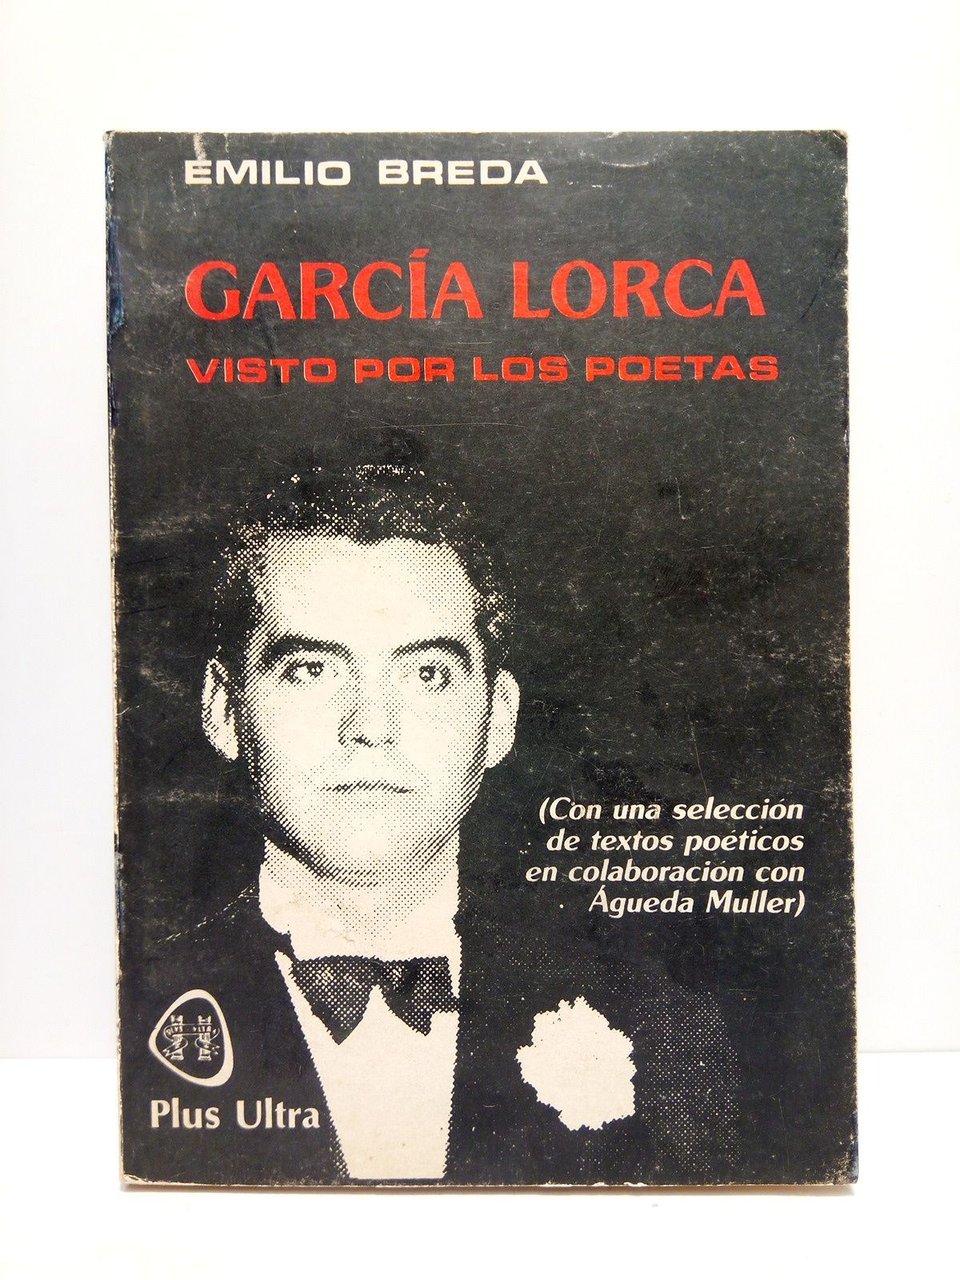 EMILIO BREDA
GARCÍA LORCA
VISTO POR LOS POETAS
(Con una selección
de textos poéticos
en colaboración con
Águeda Muller)
Plus Ultra